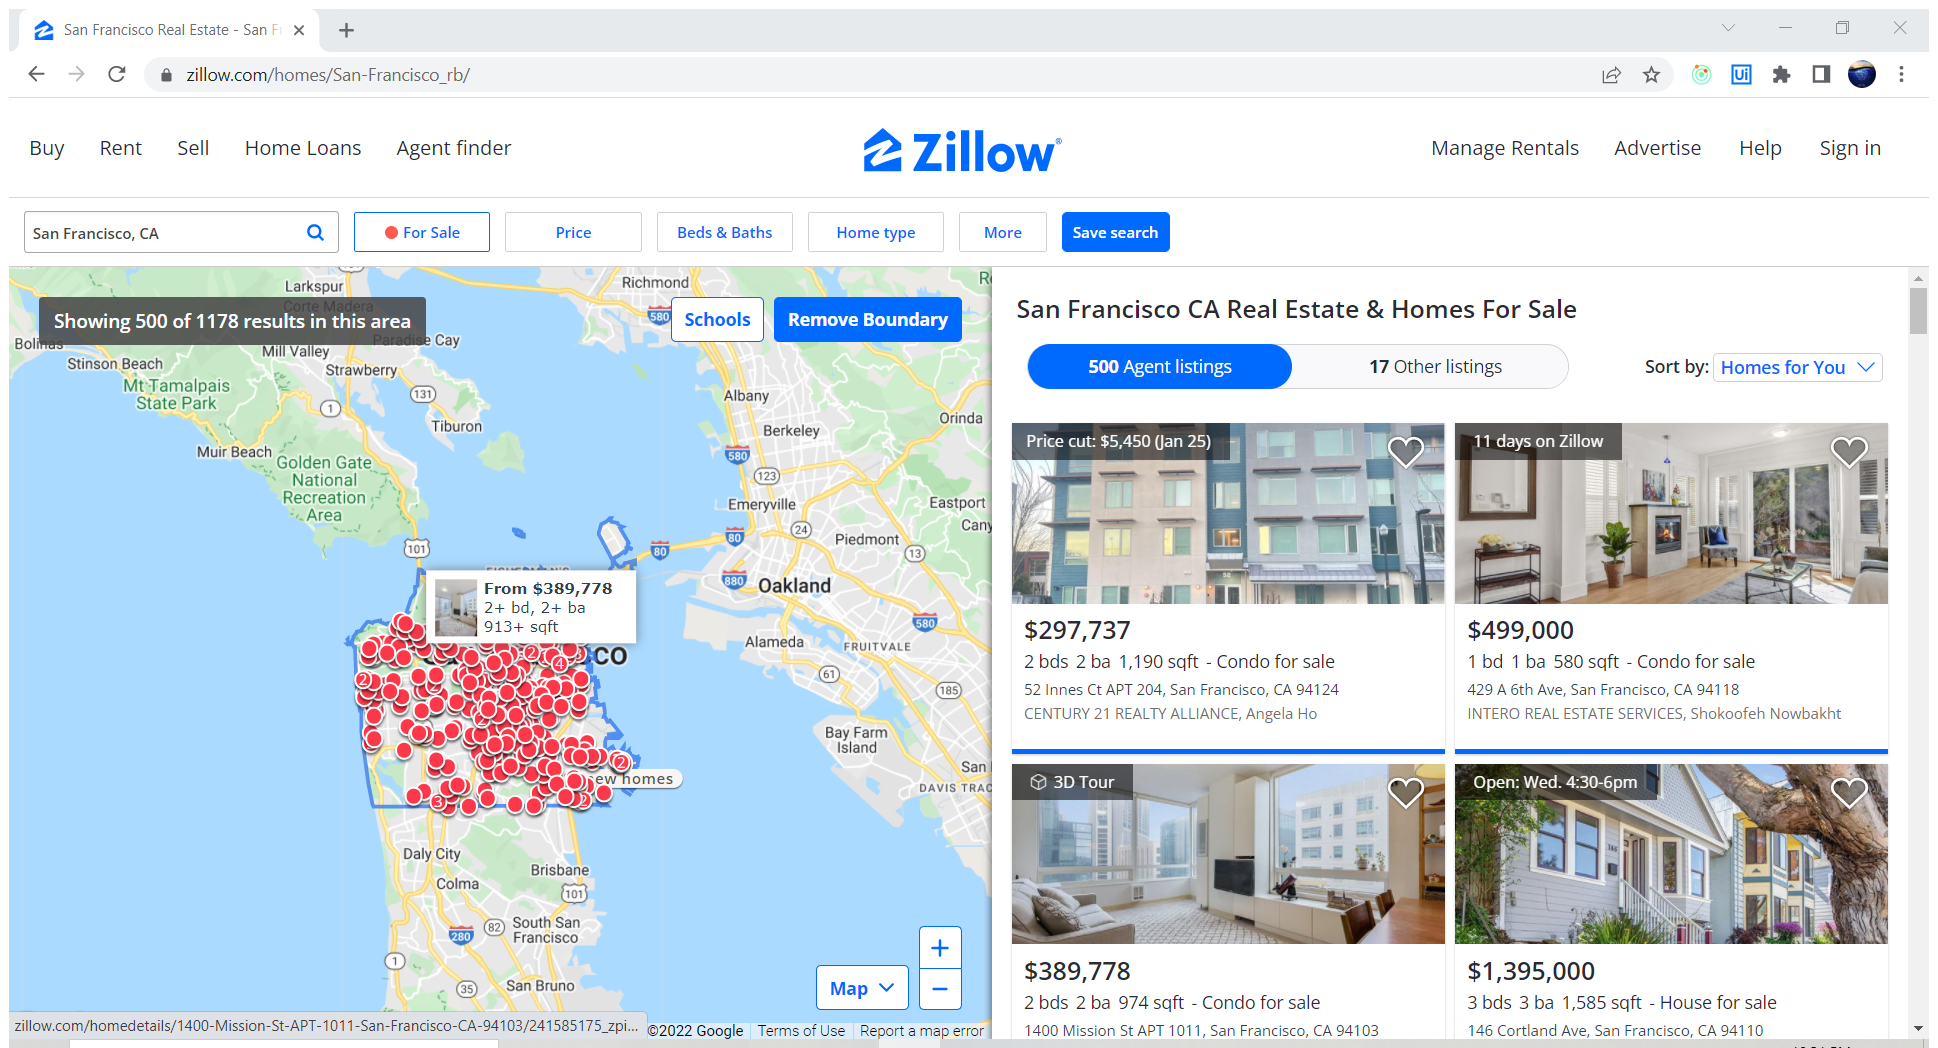 San Francisco Real Estate - San F
zillow.com/homes/San-Francisco_rb/
Ui
Buy Rent Sell Home Loans Agent finder
Zillow®
Manage Rentals Advertise Help Sign in
San Francisco, CA
For Sale
Price
Beds & Baths
Home type
More
Save search
Showing 500 of 1178 results in this area
Schools
Remove Boundary
Larkspur
Corte Madera
Richmond
580
Bolinas
Paradise Cay
Mill Valley
Stinson Beach
Strawberry
Mt Tamalpais
State Park
131
1
Albany
Tiburon
Orinda
Berkeley
Muir Beach
580
Golden Gate
National
Recreation
Area
123
Emeryville
Eastport
24
Cany
101
80
80
Piedmont
13
880
Oakland
From $389,778
2+ bd, 2+ ba
913+ sqft
580
Alameda
FRUITVALE
2
4
CO
61
185
2
2
2
Bay Farm
Island
San
2
ew homes
DAVIS TRAC
3
2
Daly City
Colma
Brisbane
101
82
South San
Francisco
280
1
35
San Bruno
Map
+
−
zillow.com/homedetails/1400-Mission-St-APT-1011-San-Francisco-CA-94103/241585175_zpi...
©2022 Google
Terms of Use
Report a map error
San Francisco CA Real Estate & Homes For Sale
500 Agent listings
17 Other listings
Sort by: Homes for You
Price cut: $5,450 (Jan 25)
52
$297,737
2 bds 2 ba 1,190 sqft - Condo for sale
52 Innes Ct APT 204, San Francisco, CA 94124
CENTURY 21 REALTY ALLIANCE, Angela Ho
11 days on Zillow
$499,000
1 bd 1 ba 580 sqft - Condo for sale
429 A 6th Ave, San Francisco, CA 94118
INTERO REAL ESTATE SERVICES, Shokoofeh Nowbakht
3D Tour
$389,778
2 bds 2 ba 974 sqft - Condo for sale
1400 Mission St APT 1011, San Francisco, CA 94103
Open: Wed. 4:30-6pm
146
$1,395,000
3 bds 3 ba 1,585 sqft - House for sale
146 Cortland Ave, San Francisco, CA 94110